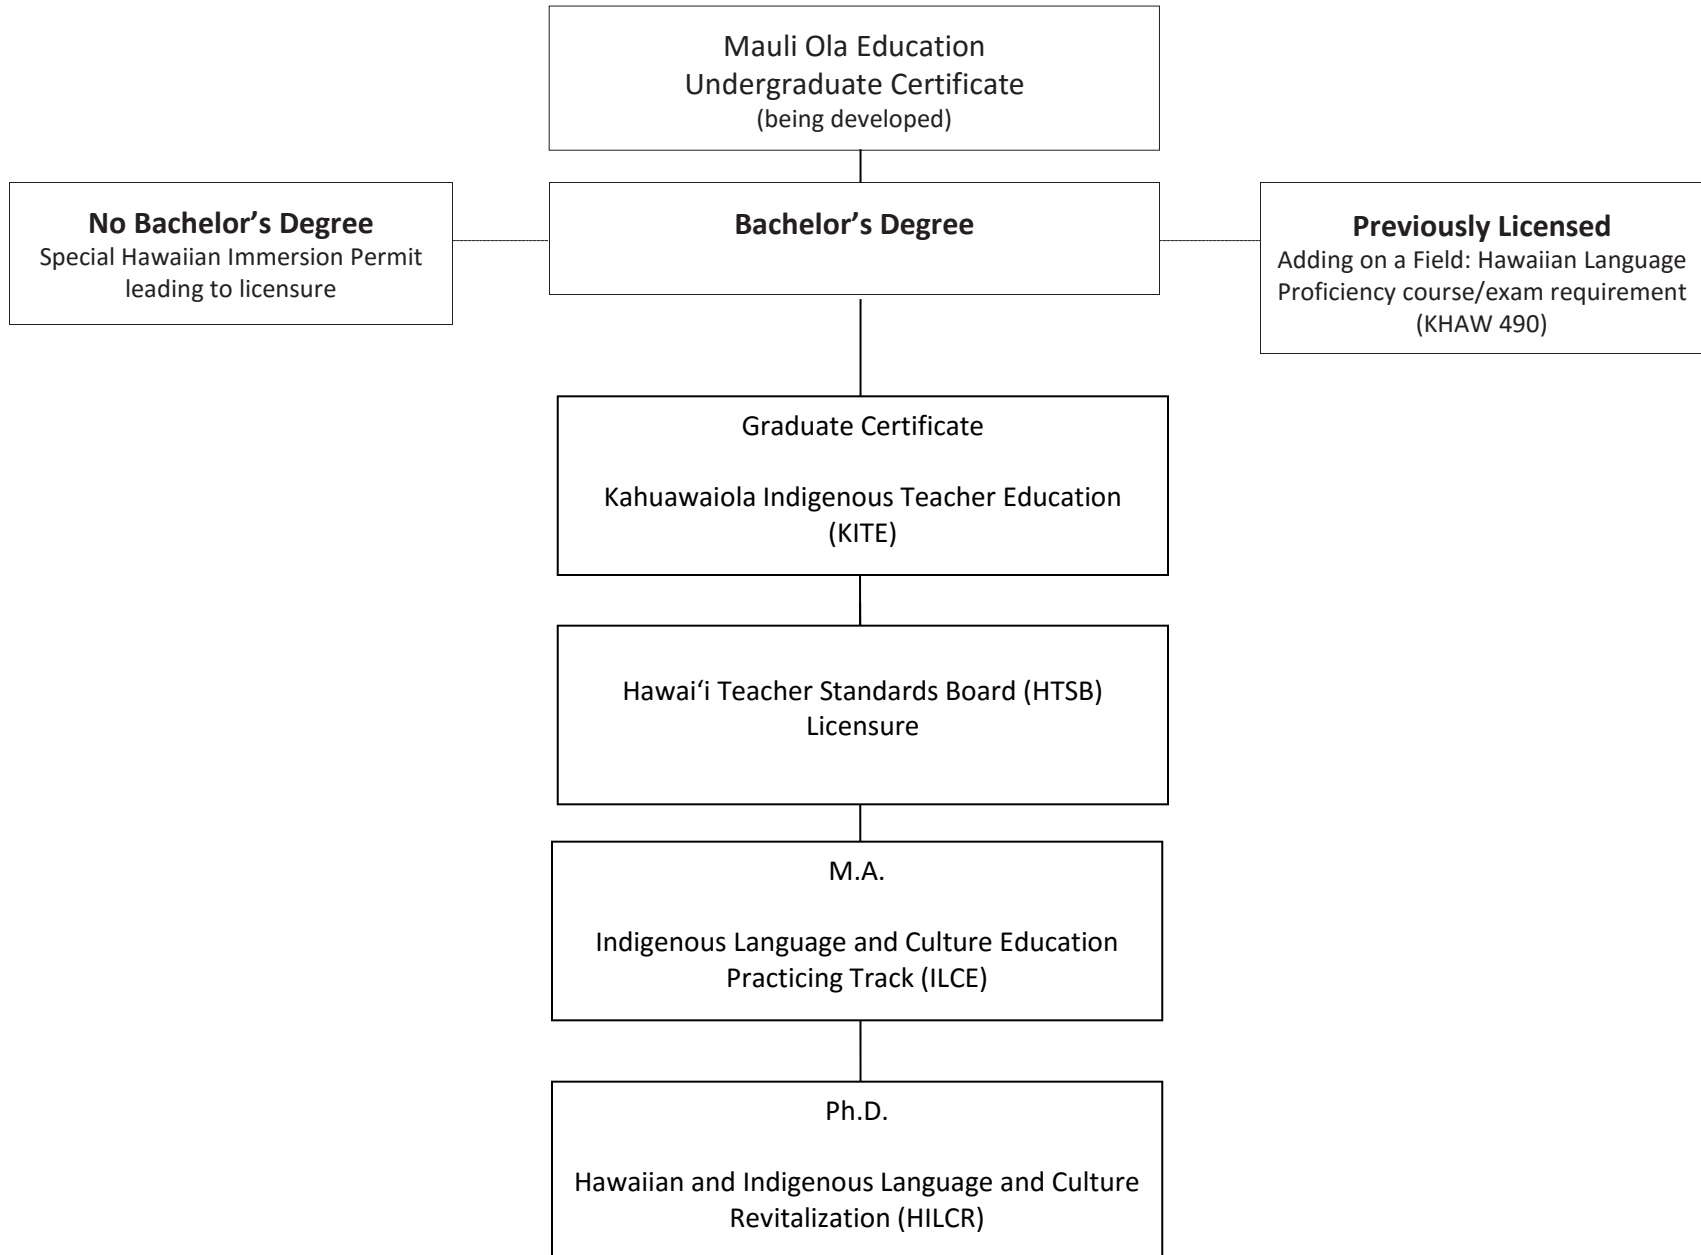 Mauli Ola Education
Undergraduate Certificate
(being developed)
No Bachelor’s Degree
Special Hawaiian Immersion Permit
leading to licensure
Bachelor’s Degree
Previously Licensed
Adding on a Field: Hawaiian Language
Proficiency course/exam requirement
(KHAW 490)
Graduate Certificate
Kahuawaiola Indigenous Teacher Education
(KITE)
Hawaiʻi Teacher Standards Board (HTSB)
Licensure
M.A.
Indigenous Language and Culture Education
Practicing Track (ILCE)
Ph.D.
Hawaiian and Indigenous Language and Culture
Revitalization (HILCR)